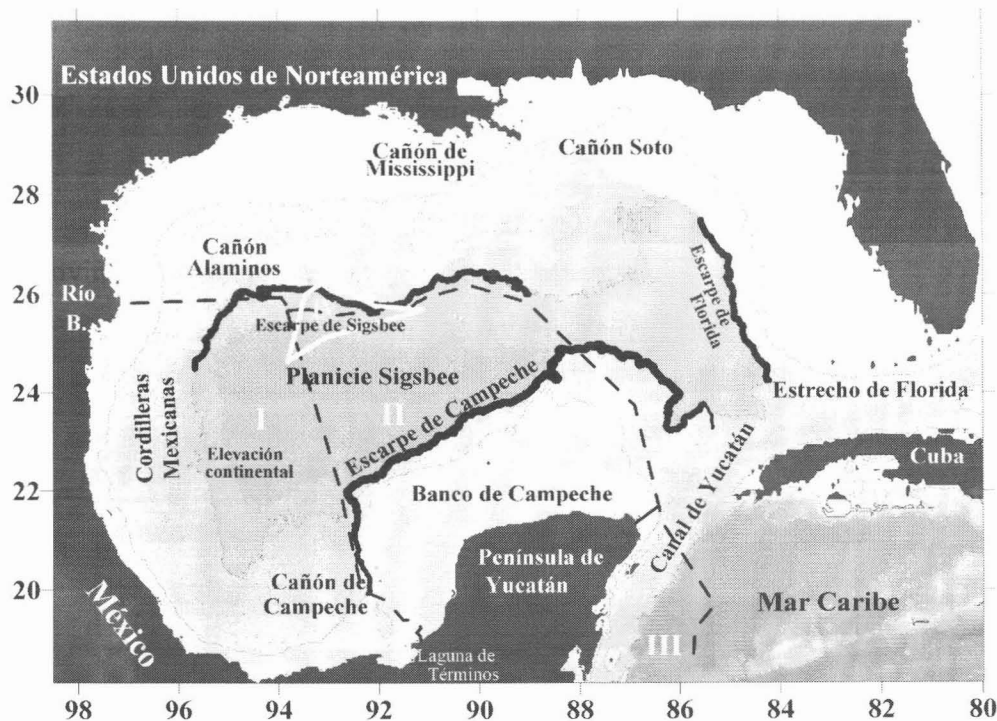 Estados Unidos de Norteamérica
30
Cañón de
Mississippi
Cañón Soto
28
Cañón
Alaminos
Escarpe de
Florida
Río
B.
26
Escarpe de Sigsbee
24
Planicie Sigsbee
Estrecho de Florida
Cordilleras
Mexicanas
I
II
Escarpe de Campeche
Elevación
continental
Canal de Yucatán
Cuba
22
Banco de Campeche
Península de
Yucatán
20
Cañón de
Campeche
Mar Caribe
México
III
Laguna de
Términos
98
96
94
92
90
88
86
84
82
80